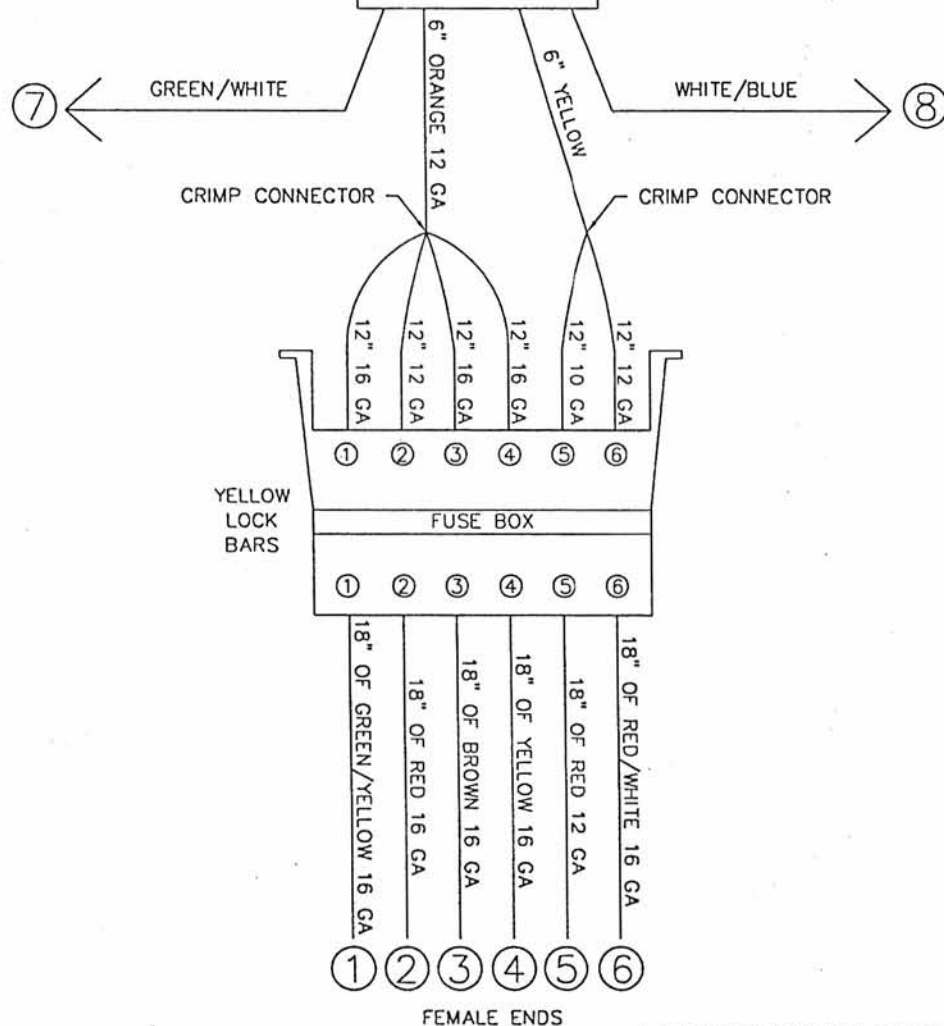 6" ORANGE 12 GA
6" YELLOW
7
GREEN/WHITE
WHITE/BLUE
8
CRIMP CONNECTOR
CRIMP CONNECTOR
12" 16 GA
12" 12 GA
12" 16 GA
12" 16 GA
12" 10 GA
12" 12 GA
1 2 3 4 5 6
YELLOW
LOCK
BARS
FUSE BOX
1 2 3 4 5 6
18" OF GREEN/YELLOW 16 GA
18" OF RED 16 GA
18" OF BROWN 16 GA
18" OF YELLOW 16 GA
18" OF RED 12 GA
18" OF RED/WHITE 16 GA
1 2 3 4 5 6
FEMALE ENDS